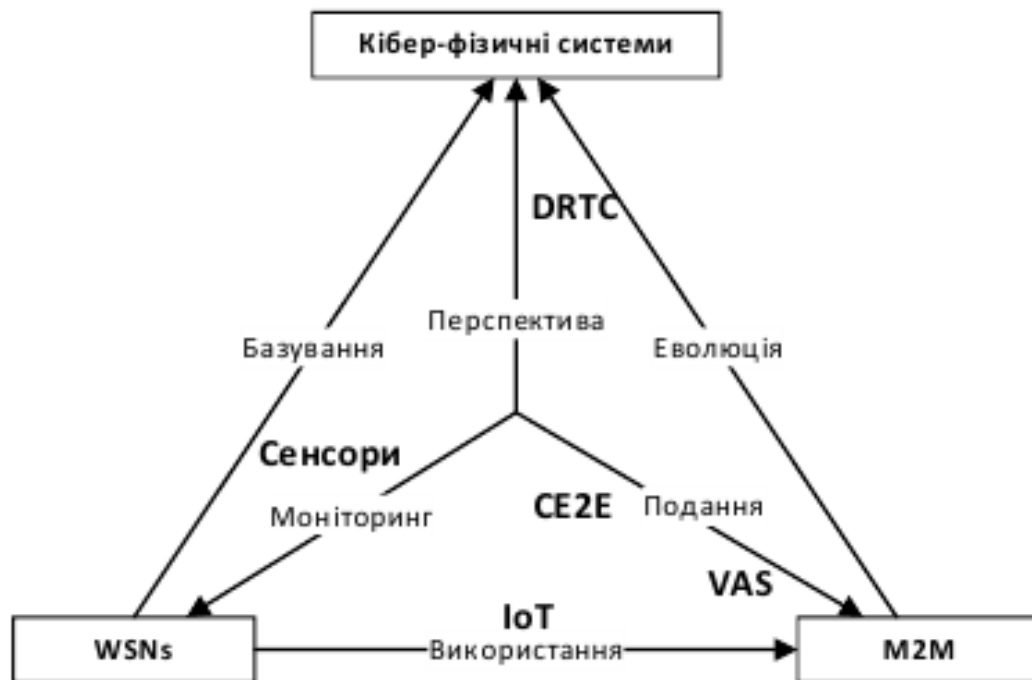 Кібер-фізичні системи
DRTC
Перспектива
Базування
Еволюція
Сенсори
Моніторинг
CE2E
Подання
VAS
IoT
Використання
WSNs
M2M